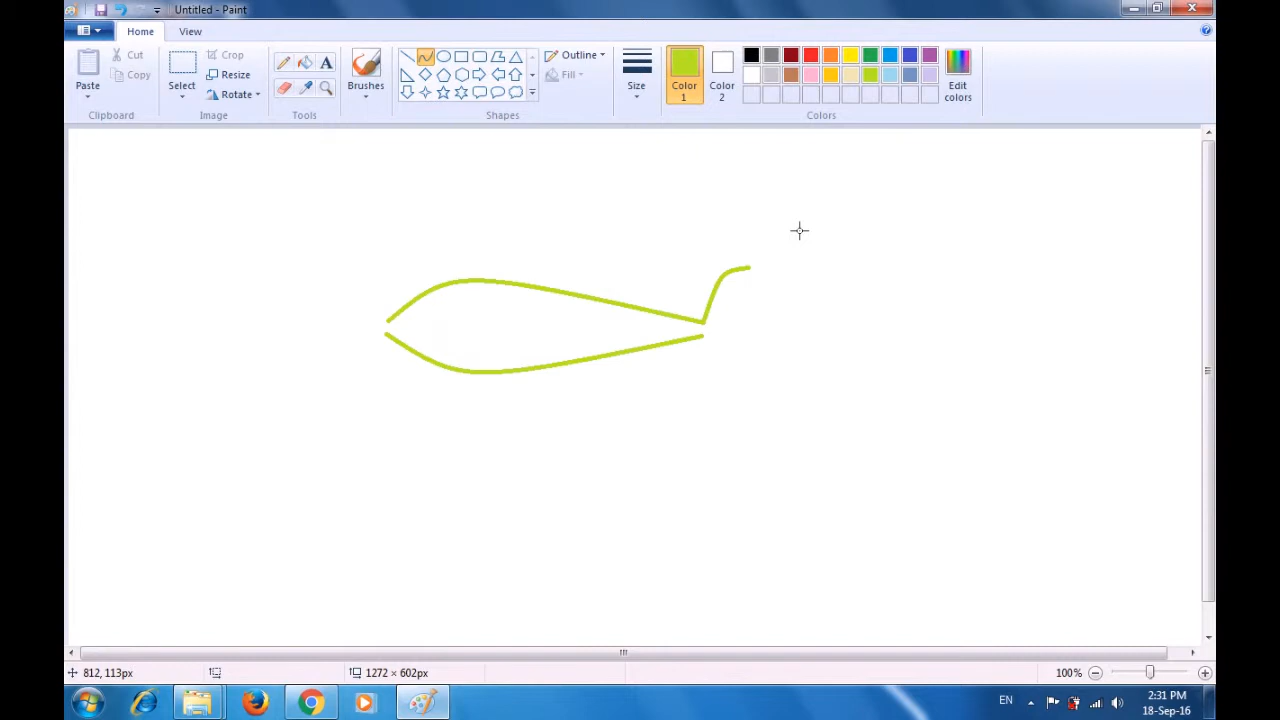 Untitled - Paint
Home View
Paste
Cut
Copy
Clipboard
Select
Crop
Resize
Rotate
Image
A
Tools
Brushes
Outline
Fill
Shapes
Size
Color 1
Color 2
Edit colors
Colors
812, 113px
1272 × 602px
100%
EN
2:31 PM
18-Sep-16